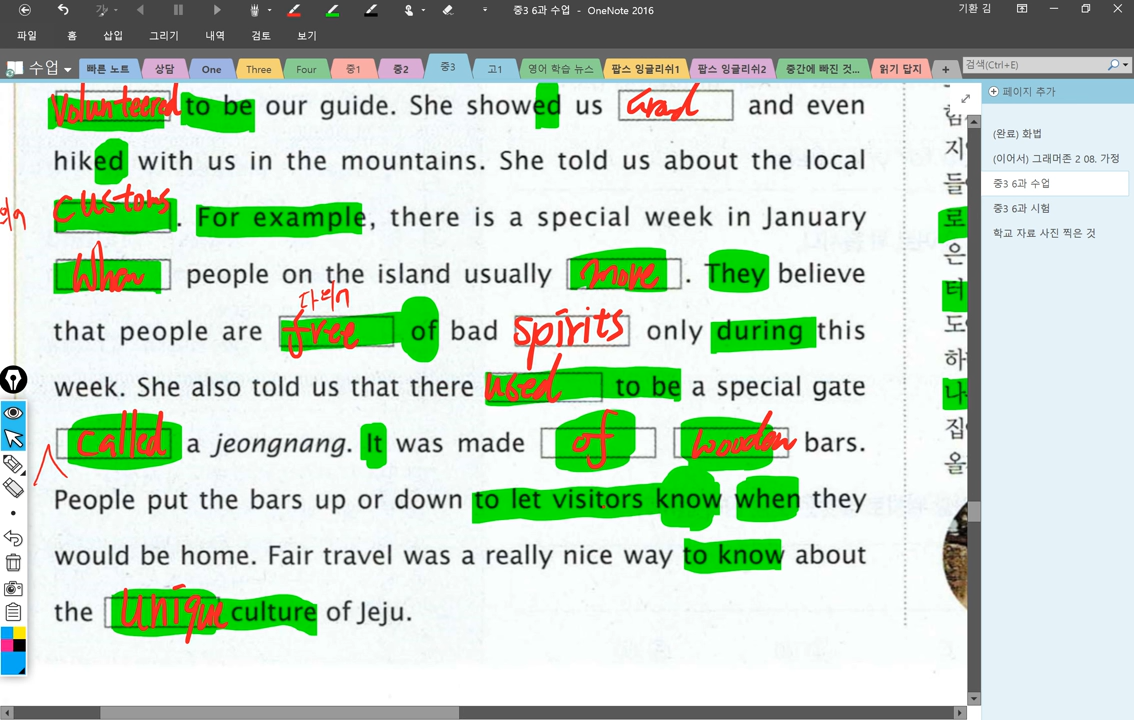 중3 6과 수업 - OneNote 2016
기환 김
파일 홈 삽입 그리기 내역 검토 보기
수업 빠른 노트 상담 One Three Four 중1 중2 중3 고1 영어 학습 뉴스 팝스 잉글리쉬1 팝스 잉글리쉬2 중간에 빠진 것... 읽기 답지 + 검색(Ctrl+E)
Volunteered to be our guide. She showed us and even
hiked with us in the mountains. She told us about the local
customs. For example, there is a special week in January
when people on the island usually move. They believe
that people are free of bad spirits only during this
week. She also told us that there used to be a special gate
called a jeongnang. It was made of wooden bars.
People put the bars up or down to let visitors know when they
would be home. Fair travel was a really nice way to know about
the unique culture of Jeju.
지
들
로
은
터
도
하
나
집
올
페이지 추가
(완료) 화법
(이어서) 그래머존 2 08. 가정
중3 6과 수업
중3 6과 시험
학교 자료 사진 찍은 것